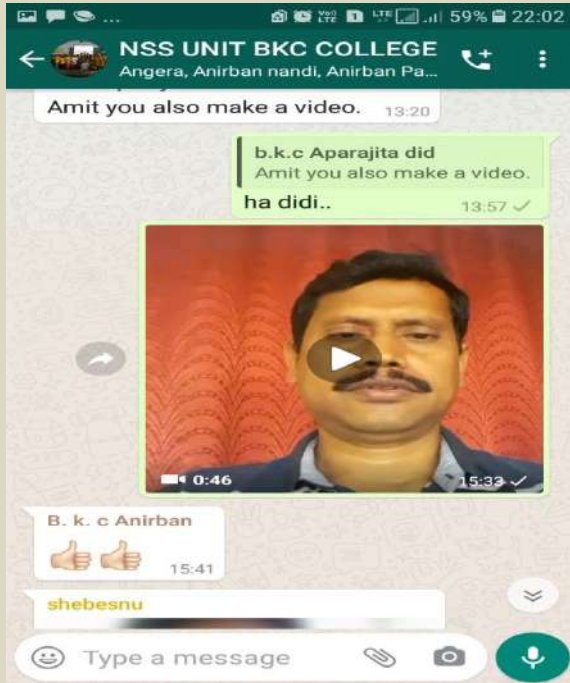 ... 59% 22:02
NSS UNIT BKC COLLEGE
Angera, Anirban nandi, Anirban Pa...
Amit you also make a video. 13:20
b.k.c Aparajita did
Amit you also make a video.
ha didi.. 13:57
0:46 15:33
B. k. c Anirban
15:41
shebesnu
Type a message